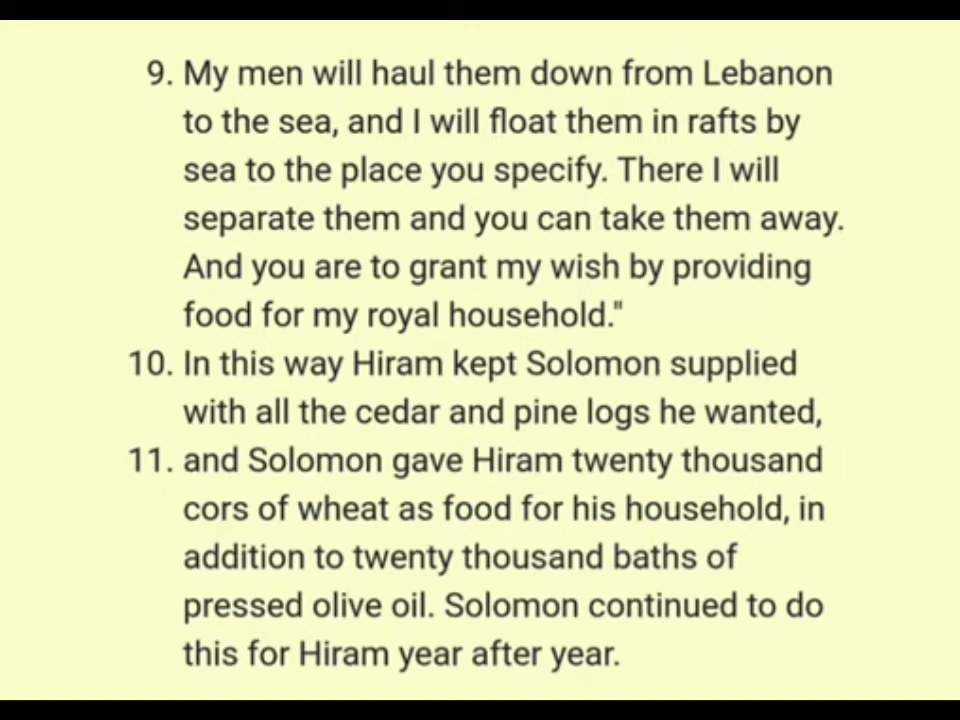 9. My men will haul them down from Lebanon
to the sea, and I will float them in rafts by
sea to the place you specify. There I will
separate them and you can take them away.
And you are to grant my wish by providing
food for my royal household."
10. In this way Hiram kept Solomon supplied
with all the cedar and pine logs he wanted,
11. and Solomon gave Hiram twenty thousand
cors of wheat as food for his household, in
addition to twenty thousand baths of
pressed olive oil. Solomon continued to do
this for Hiram year after year.